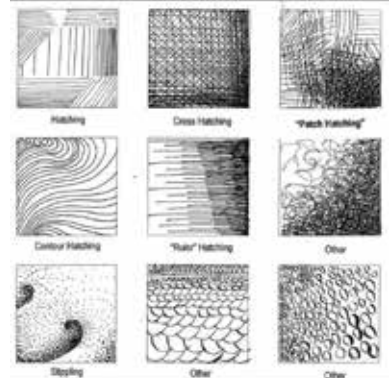 Hatching
Cross Hatching
"Patch Hatching"
Contour Hatching
"Ruler" Hatching
Other
Stippling
Other
Other